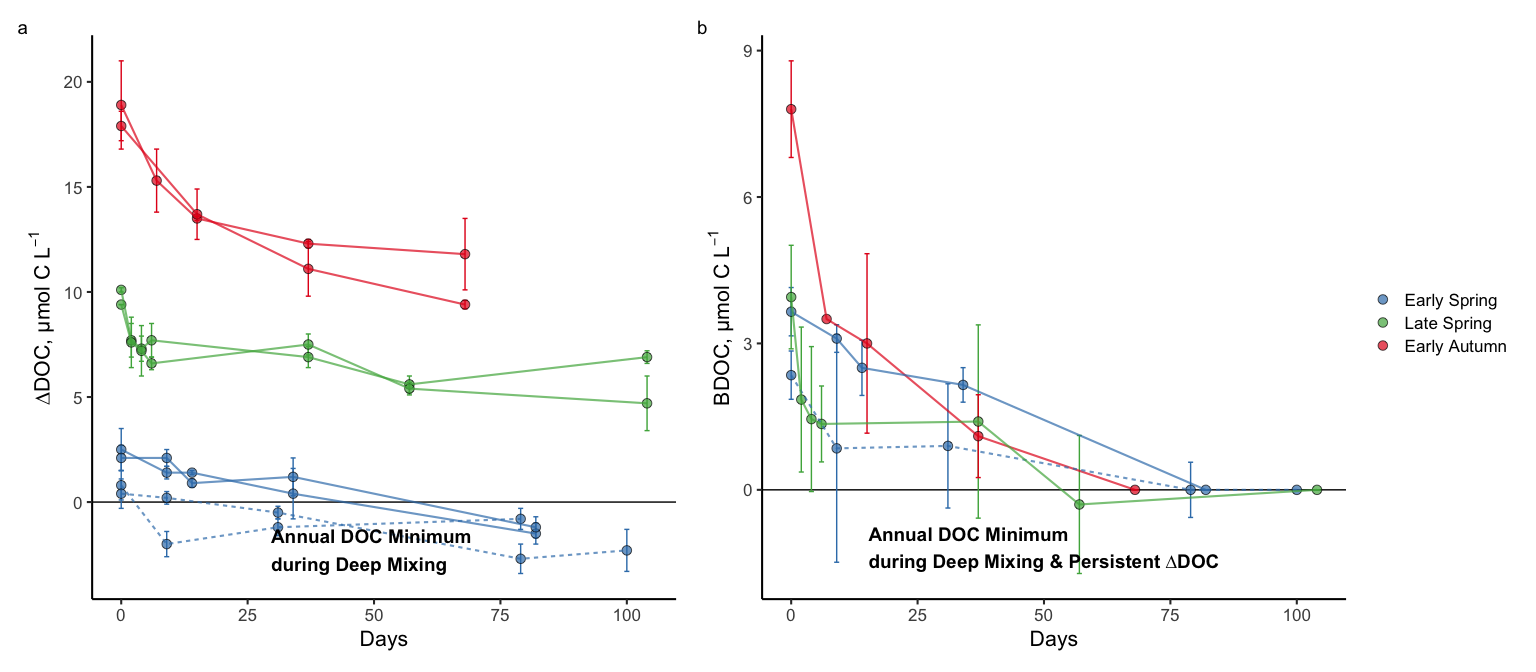 a
20
15
10
5
0
ΔDOC, μmol C L⁻¹
Annual DOC Minimum
during Deep Mixing
0 25 50 75 100
Days
b
9
6
3
0
BDOC, μmol C L⁻¹
Annual DOC Minimum
during Deep Mixing & Persistent ΔDOC
0 25 50 75 100
Days
Early Spring
Late Spring
Early Autumn